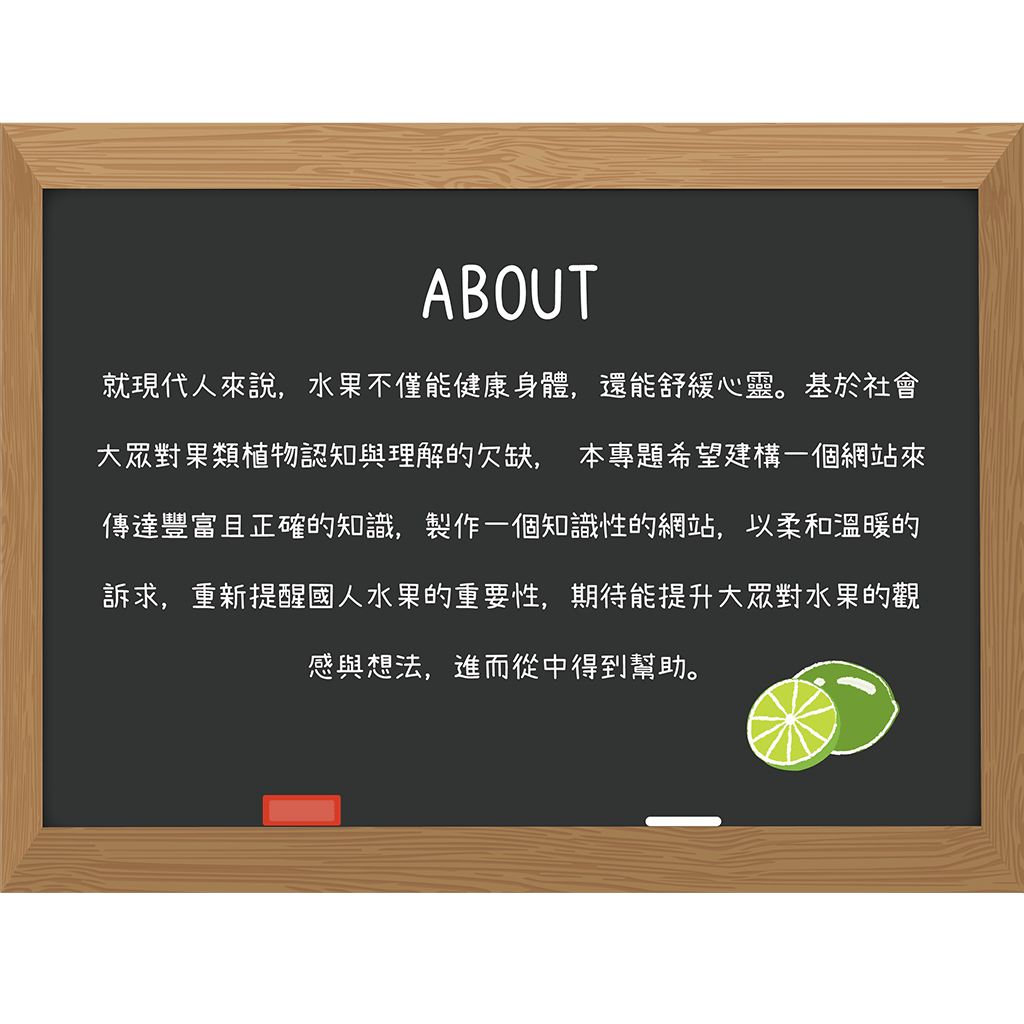 ABOUT
就現代人來說，水果不僅能健康身體，還能舒緩心靈。基於社會
大眾對果類植物認知與理解的欠缺， 本專題希望建構一個網站來
傳達豐富且正確的知識，製作一個知識性的網站，以柔和溫暖的
訴求，重新提醒國人水果的重要性，期待能提升大眾對水果的觀
感與想法，進而從中得到幫助。